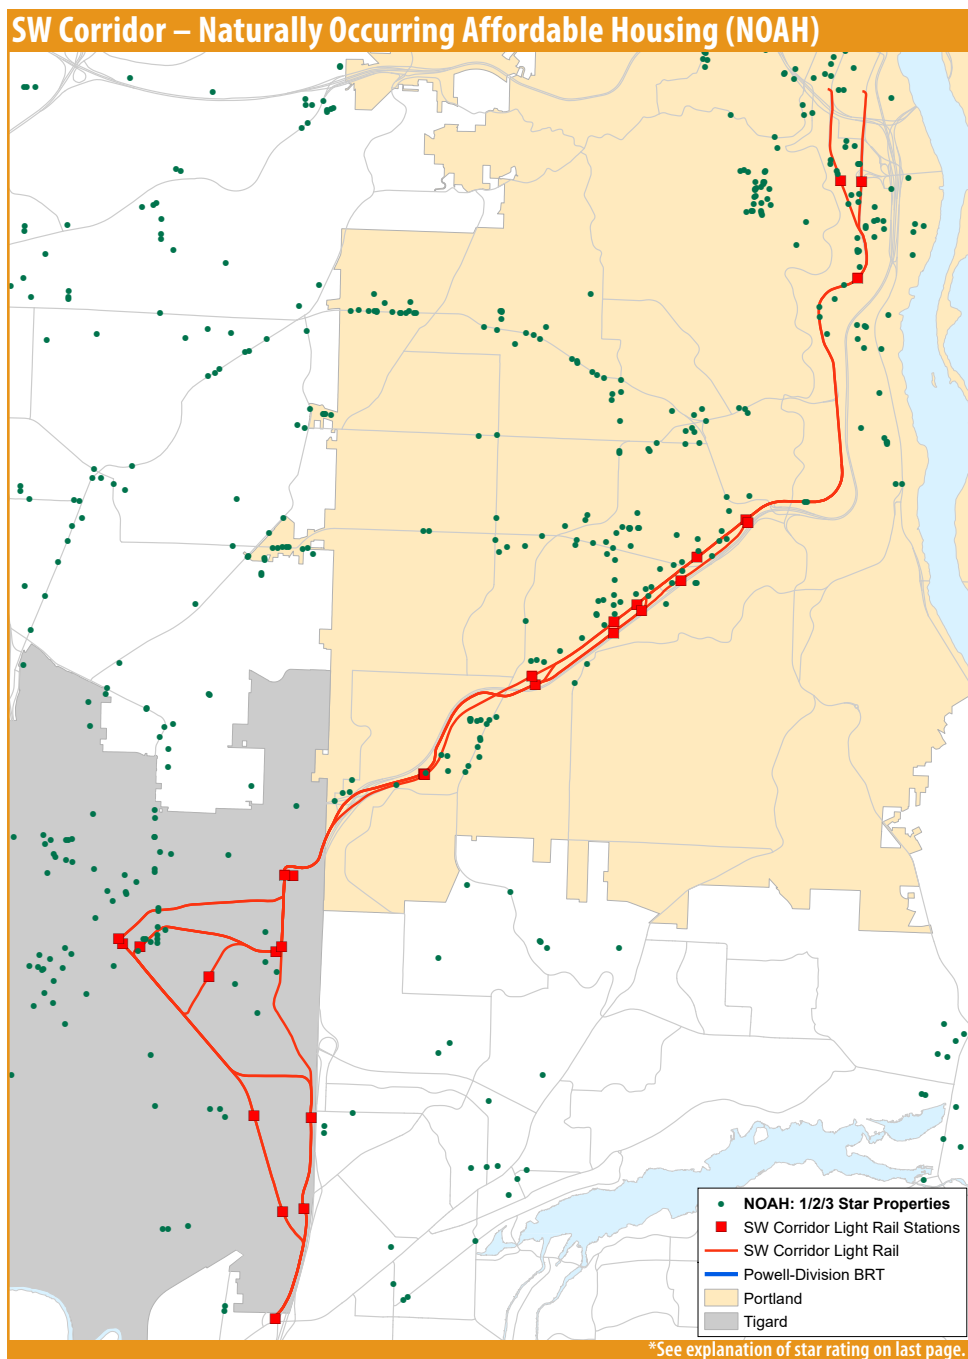 SW Corridor – Naturally Occurring Affordable Housing (NOAH)
NOAH: 1/2/3 Star Properties
SW Corridor Light Rail Stations
SW Corridor Light Rail
Powell-Division BRT
Portland
Tigard
*See explanation of star rating on last page.